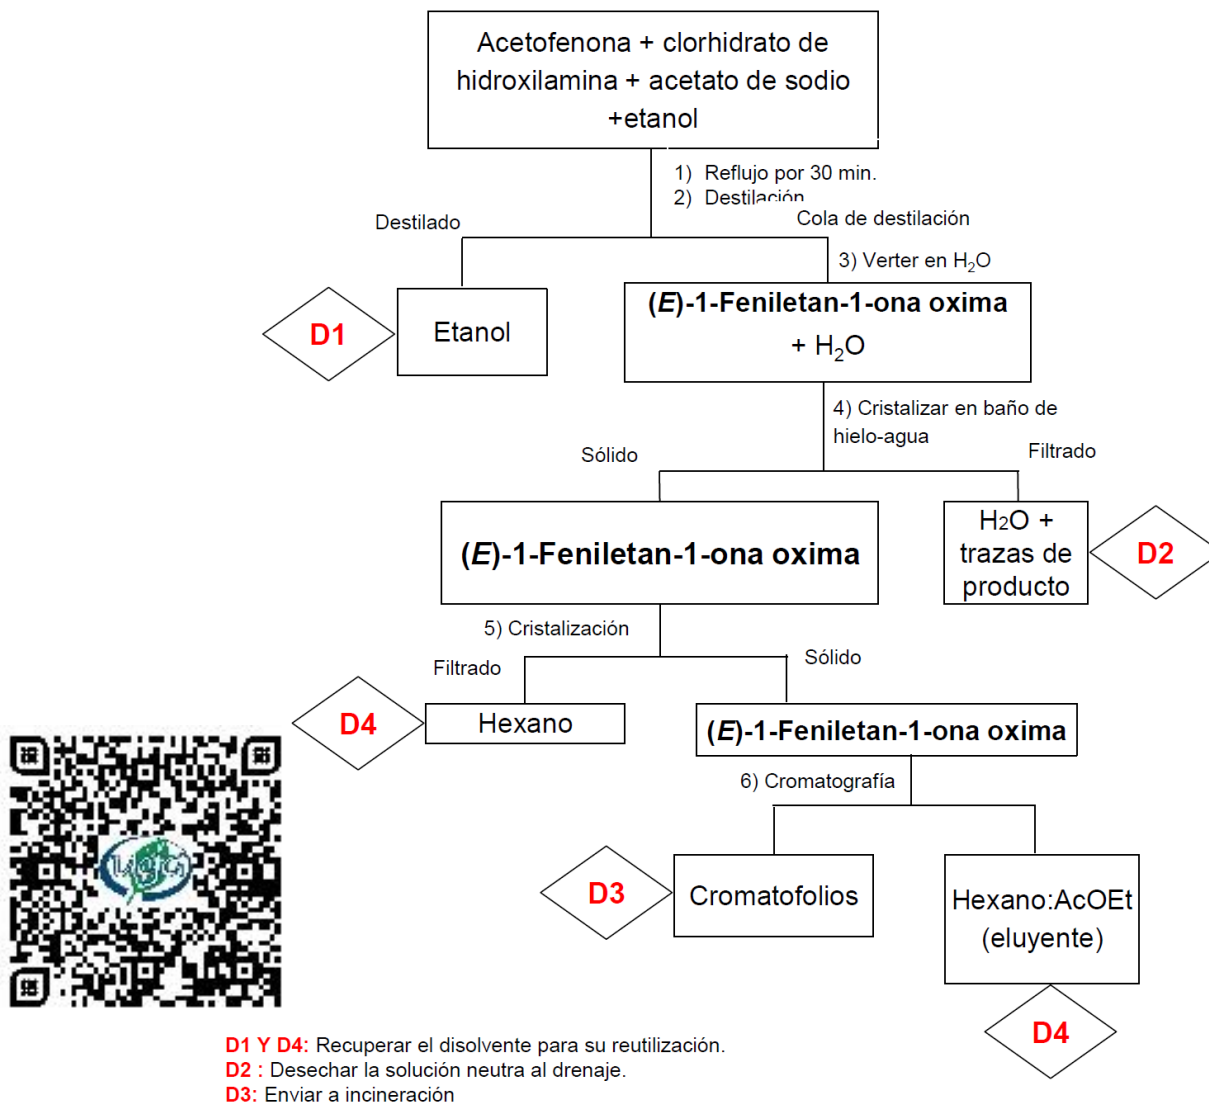 Acetofenona + clorhidrato de
hidroxilamina + acetato de sodio
+etanol
1) Reflujo por 30 min.
2) Destilación
Destilado
Cola de destilación
3) Verter en H₂O
D1
Etanol
(E)-1-Feniletan-1-ona oxima
+ H₂O
4) Cristalizar en baño de
hielo-agua
Sólido
Filtrado
(E)-1-Feniletan-1-ona oxima
H2O +
trazas de
producto
D2
5) Cristalización
Filtrado
Sólido
D4
Hexano
(E)-1-Feniletan-1-ona oxima
6) Cromatografía
D3
Cromatofolios
Hexano:AcOEt
(eluyente)
D4
D1 Y D4: Recuperar el disolvente para su reutilización.
D2 : Desechar la solución neutra al drenaje.
D3: Enviar a incineración